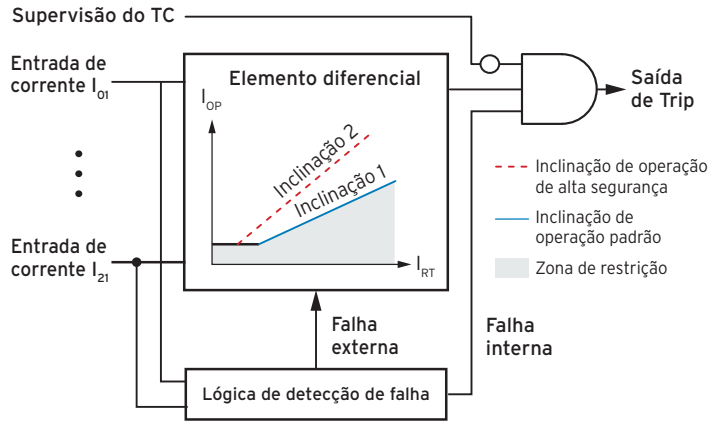 Supervisão do TC
Entrada de
corrente I01
Entrada de
corrente I21
Elemento diferencial
IOP
Inclinação 2
Inclinação 1
IRT
Saída
de Trip
Inclinação de operação
de alta segurança
Inclinação de
operação padrão
Zona de restrição
Falha
externa
Falha
interna
Lógica de detecção de falha